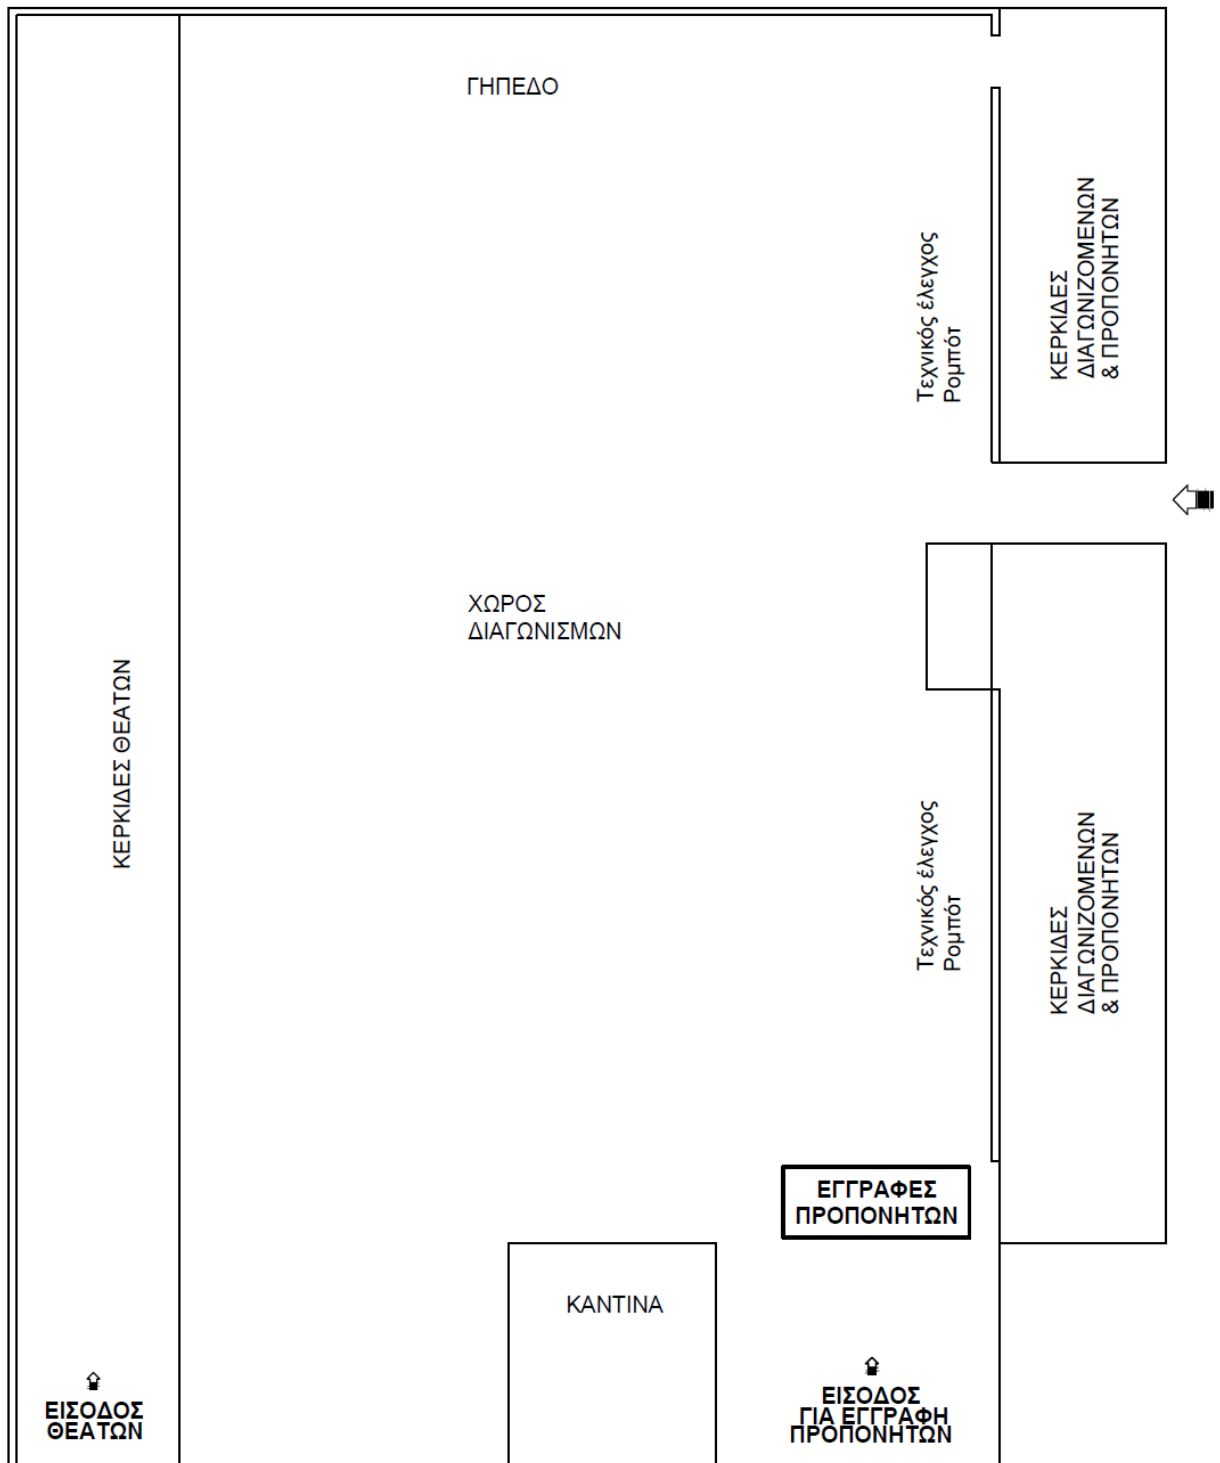 ΓΗΠΕΔΟ
Τεχνικός έλεγχος
Ρομπότ
ΚΕΡΚΙΔΕΣ
ΔΙΑΓΩΝΙΖΟΜΕΝΩΝ
& ΠΡΟΠΟΝΗΤΩΝ
ΧΩΡΟΣ
ΔΙΑΓΩΝΙΣΜΩΝ
ΚΕΡΚΙΔΕΣ ΘΕΑΤΩΝ
Τεχνικός έλεγχος
Ρομπότ
ΚΕΡΚΙΔΕΣ
ΔΙΑΓΩΝΙΖΟΜΕΝΩΝ
& ΠΡΟΠΟΝΗΤΩΝ
ΕΓΓΡΑΦΕΣ
ΠΡΟΠΟΝΗΤΩΝ
ΚΑΝΤΙΝΑ
ΕΙΣΟΔΟΣ
ΘΕΑΤΩΝ
ΕΙΣΟΔΟΣ
ΓΙΑ ΕΓΓΡΑΦΗ
ΠΡΟΠΟΝΗΤΩΝ